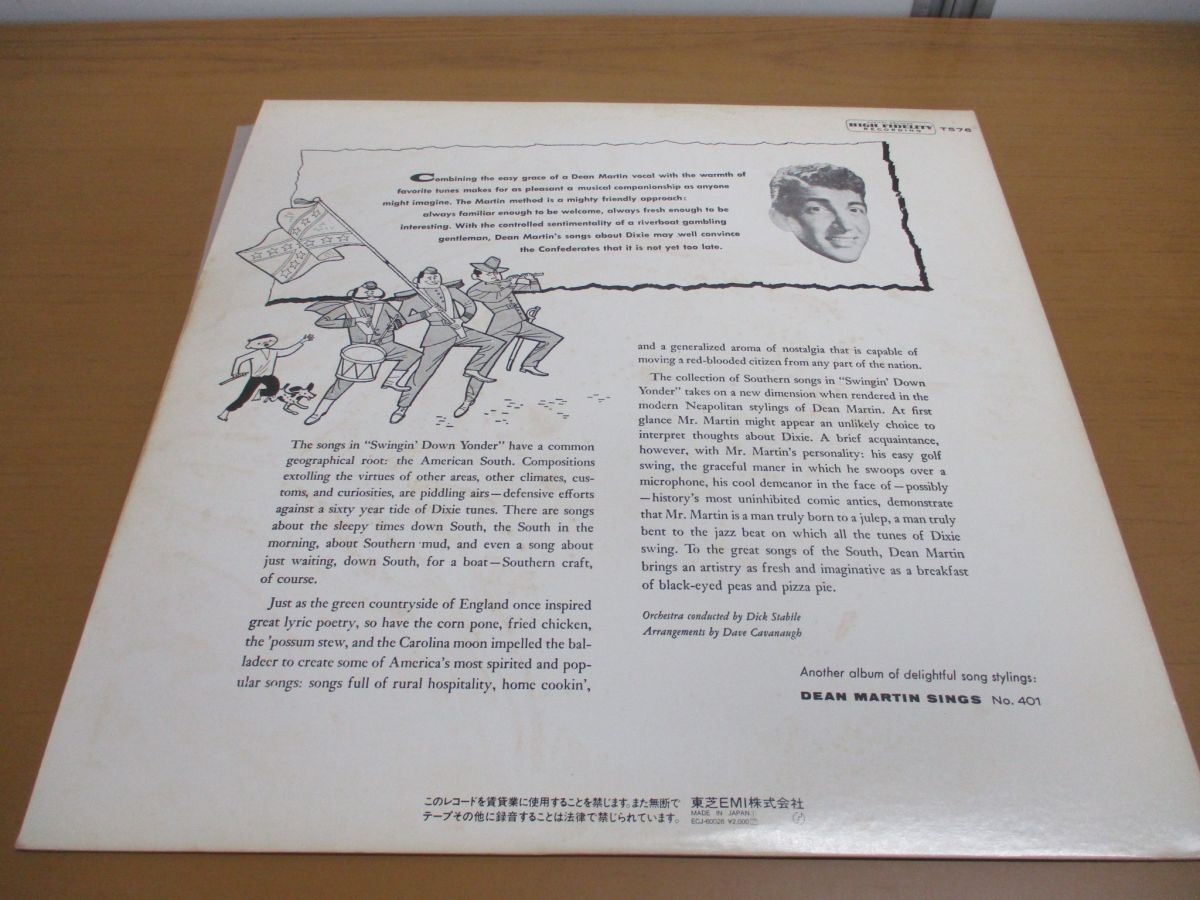 HIGH FIDELITY
RECORDING
T576
Combining the easy grace of a Dean Martin vocal with the warmth of
favorite tunes makes for as pleasant a musical companionship as anyone
might imagine. The Martin method is a mighty friendly approach:
always familiar enough to be welcome, always fresh enough to be
interesting. With the controlled sentimentality of a riverboat gambling
gentleman, Dean Martin's songs about Dixie may well convince
the Confederates that it is not yet too late.
The songs in "Swingin' Down Yonder" have a common
geographical root: the American South. Compositions
extolling the virtues of other areas, other climates, cus-
toms, and curiosities, are piddling airs—defensive efforts
against a sixty year tide of Dixie tunes. There are songs
about the sleepy times down South, the South in the
morning, about Southern mud, and even a song about
just waiting, down South, for a boat—Southern craft,
of course.
Just as the green countryside of England once inspired
great lyric poetry, so have the corn pone, fried chicken,
the 'possum stew, and the Carolina moon impelled the bal-
ladeer to create some of America's most spirited and pop-
ular songs: songs full of rural hospitality, home cookin',
and a generalized aroma of nostalgia that is capable of
moving a red-blooded citizen from any part of the nation.
The collection of Southern songs in "Swingin' Down
Yonder" takes on a new dimension when rendered in the
modern Neapolitan stylings of Dean Martin. At first
glance Mr. Martin might appear an unlikely choice to
interpret thoughts about Dixie. A brief acquaintance,
however, with Mr. Martin's personality: his easy golf
swing, the graceful maner in which he swoops over a
microphone, his cool demeanor in the face of—possibly
—history's most uninhibited comic antics, demonstrate
that Mr. Martin is a man truly born to a julep, a man truly
bent to the jazz beat on which all the tunes of Dixie
swing. To the great songs of the South, Dean Martin
brings an artistry as fresh and imaginative as a breakfast
of black-eyed peas and pizza pie.
Orchestra conducted by Dick Stabile
Arrangements by Dave Cavanaugh
Another album of delightful song stylings:
DEAN MARTIN SINGS No. 401
このレコードを賃貸業に使用することを禁じます。また無断で
テープその他に録音することは法律で禁じられています。
東芝EMI株式会社
MADE IN JAPAN
ECJ-60026 ¥2,000